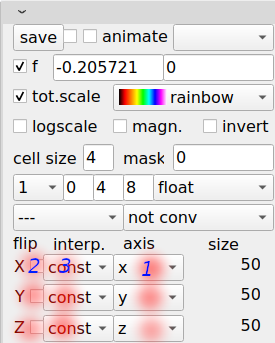 save animate
f -0.205721 0
tot.scale rainbow
logscale magn. invert
cell size 4 mask 0
1 0 4 8 float
--- not conv
flip interp. axis size
X 2 3 const x 1 50
Y const y 50
Z const z 50